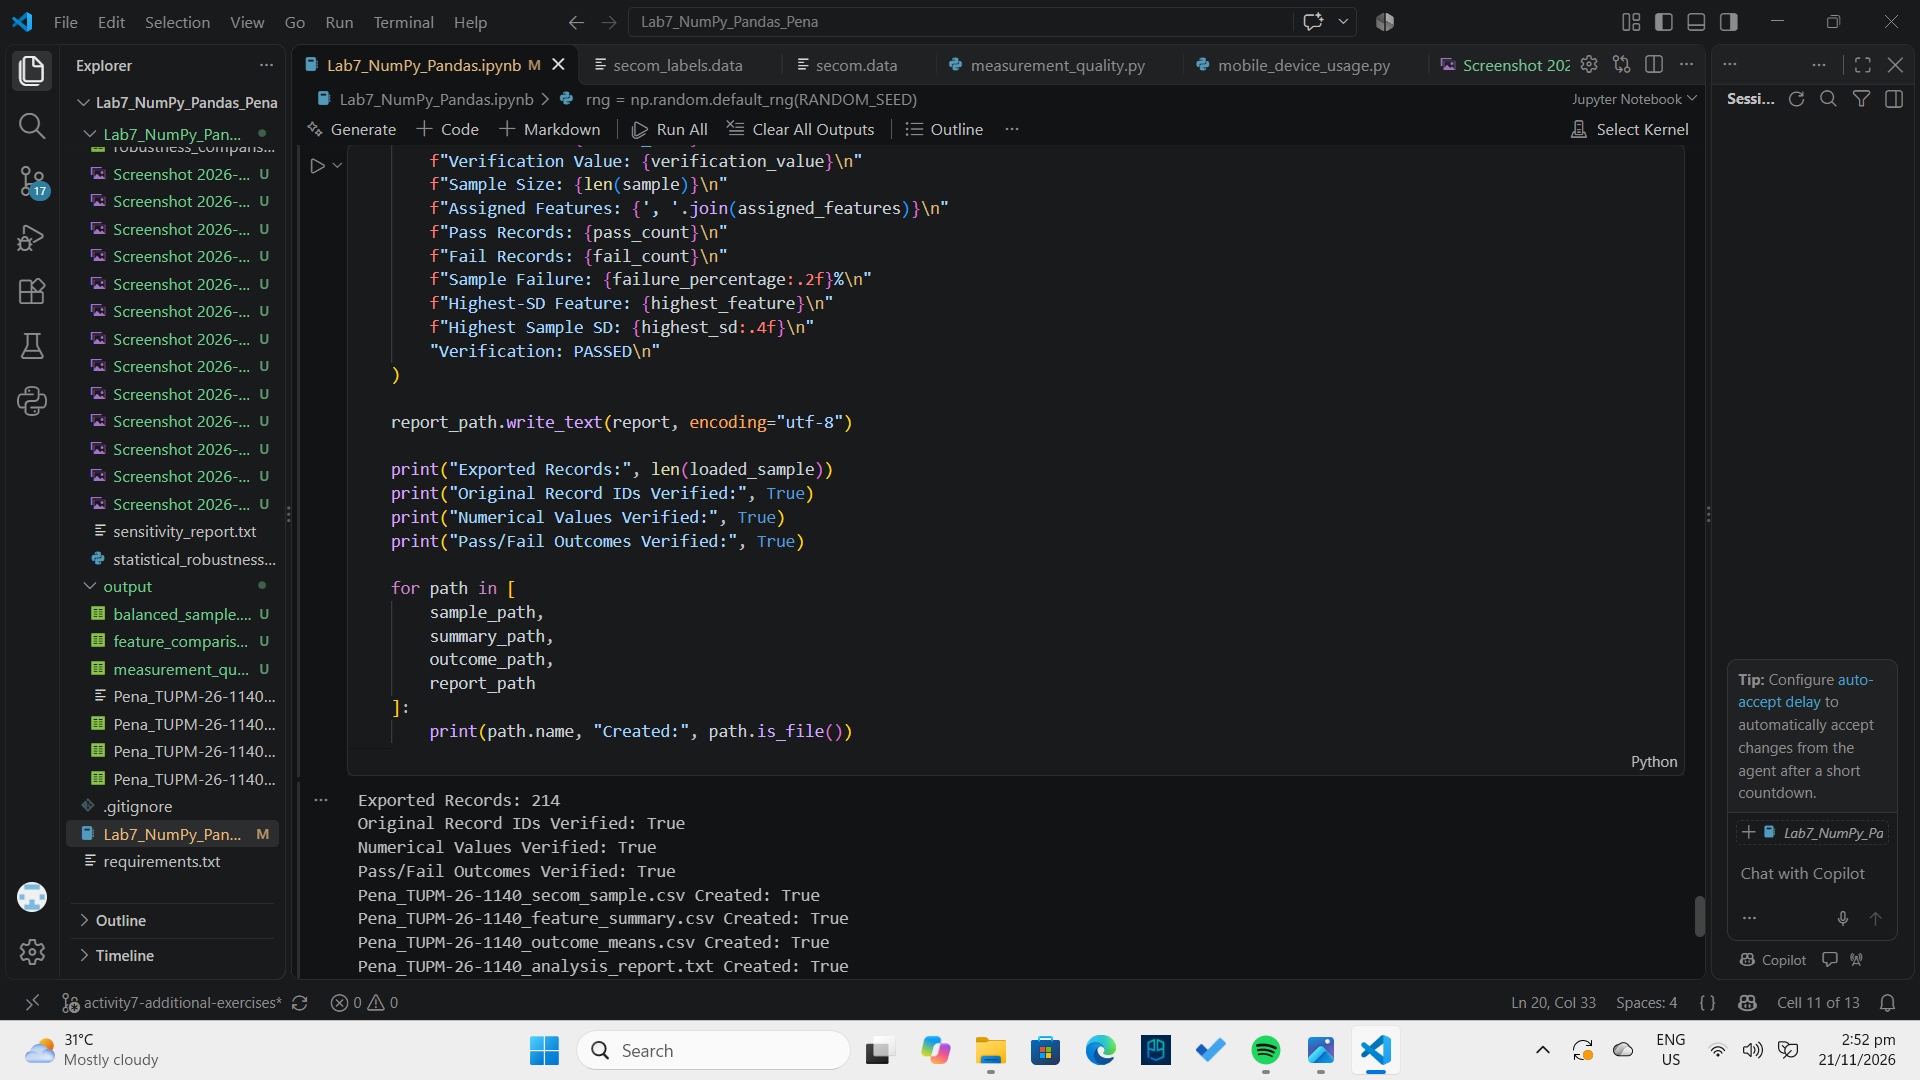 File Edit Selection View Go Run Terminal Help
Lab7_NumPy_Pandas_Pena
Explorer
Lab7_NumPy_Pandas_Pena
Lab7_NumPy_Pan...
robustness_comparis...
Screenshot 2026-... U
Screenshot 2026-... U
Screenshot 2026-... U
Screenshot 2026-... U
Screenshot 2026-... U
Screenshot 2026-... U
Screenshot 2026-... U
Screenshot 2026-... U
Screenshot 2026-... U
Screenshot 2026-... U
Screenshot 2026-... U
Screenshot 2026-... U
Screenshot 2026-... U
sensitivity_report.txt
statistical_robustness...
output
balanced_sample.... U
feature_comparis... U
measurement_qu... U
Pena_TUPM-26-1140...
Pena_TUPM-26-1140...
Pena_TUPM-26-1140...
Pena_TUPM-26-1140...
.gitignore
Lab7_NumPy_Pan... M
requirements.txt
Outline
Timeline
17
Lab7_NumPy_Pandas.ipynb M
secom_labels.data
secom.data
measurement_quality.py
mobile_device_usage.py
Screenshot 202
Lab7_NumPy_Pandas.ipynb > rng = np.random.default_rng(RANDOM_SEED)
Jupyter Notebook
Generate + Code + Markdown Run All Clear All Outputs Outline ...
Select Kernel
f"Verification Value: {verification_value}\n"
f"Sample Size: {len(sample)}\n"
f"Assigned Features: {', '.join(assigned_features)}\n"
f"Pass Records: {pass_count}\n"
f"Fail Records: {fail_count}\n"
f"Sample Failure: {failure_percentage:.2f}%\n"
f"Highest-SD Feature: {highest_feature}\n"
f"Highest Sample SD: {highest_sd:.4f}\n"
"Verification: PASSED\n"
)
report_path.write_text(report, encoding="utf-8")
print("Exported Records:", len(loaded_sample))
print("Original Record IDs Verified:", True)
print("Numerical Values Verified:", True)
print("Pass/Fail Outcomes Verified:", True)
for path in [
sample_path,
summary_path,
outcome_path,
report_path
]:
print(path.name, "Created:", path.is_file())
Python
Exported Records: 214
Original Record IDs Verified: True
Numerical Values Verified: True
Pass/Fail Outcomes Verified: True
Pena_TUPM-26-1140_secom_sample.csv Created: True
Pena_TUPM-26-1140_feature_summary.csv Created: True
Pena_TUPM-26-1140_outcome_means.csv Created: True
Pena_TUPM-26-1140_analysis_report.txt Created: True
Sessi...
Tip: Configure auto-
accept delay to
automatically accept
changes from the
agent after a short
countdown.
Lab7_NumPy_Pa
Chat with Copilot
Copilot
activity7-additional-exercises*
0 0
Ln 20, Col 33
Spaces: 4
{ }
Cell 11 of 13
31°C
Mostly cloudy
Search
ENG
US
2:52 pm
21/11/2026